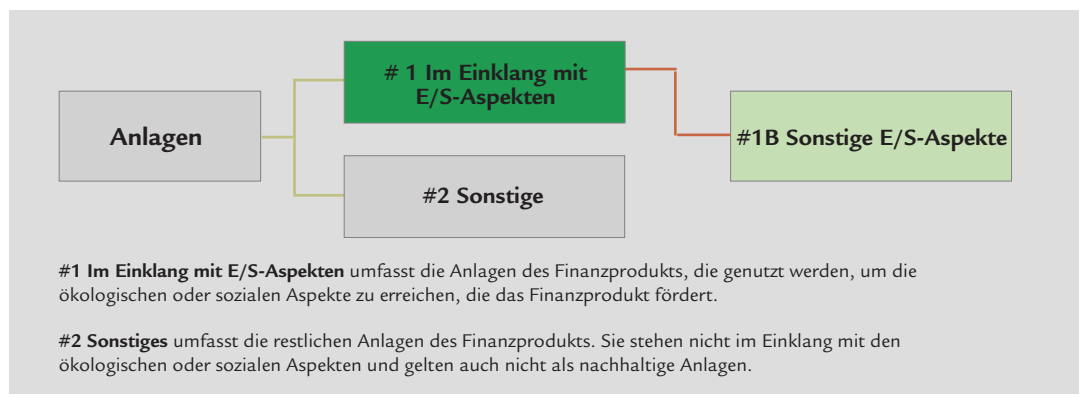 # 1 Im Einklang mit
E/S-Aspekten
Anlagen
#1B Sonstige E/S-Aspekte
#2 Sonstige
#1 Im Einklang mit E/S-Aspekten umfasst die Anlagen des Finanzprodukts, die genutzt werden, um die
ökologischen oder sozialen Aspekte zu erreichen, die das Finanzprodukt fördert.
#2 Sonstiges umfasst die restlichen Anlagen des Finanzprodukts. Sie stehen nicht im Einklang mit den
ökologischen oder sozialen Aspekten und gelten auch nicht als nachhaltige Anlagen.